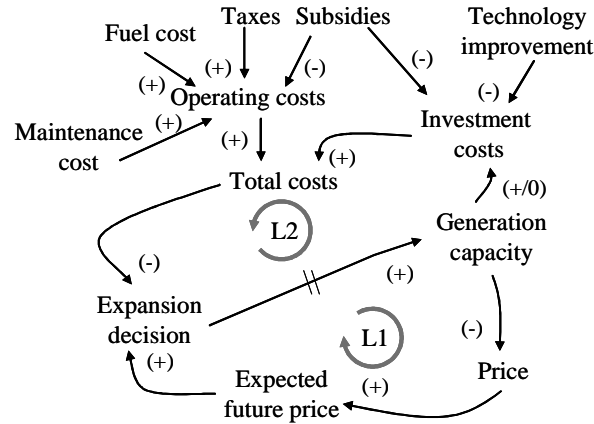 Taxes Subsidies
Technology
improvement
Fuel cost
(+)
(-)
(-)
(+)
Operating costs
(-)
(+)
Maintenance
cost
(+)
Investment
costs
(+)
Total costs
(+/0)
L2
Generation
capacity
(-)
(+)
Expansion
decision
(-)
L1
(+)
Price
Expected
future price
(+)